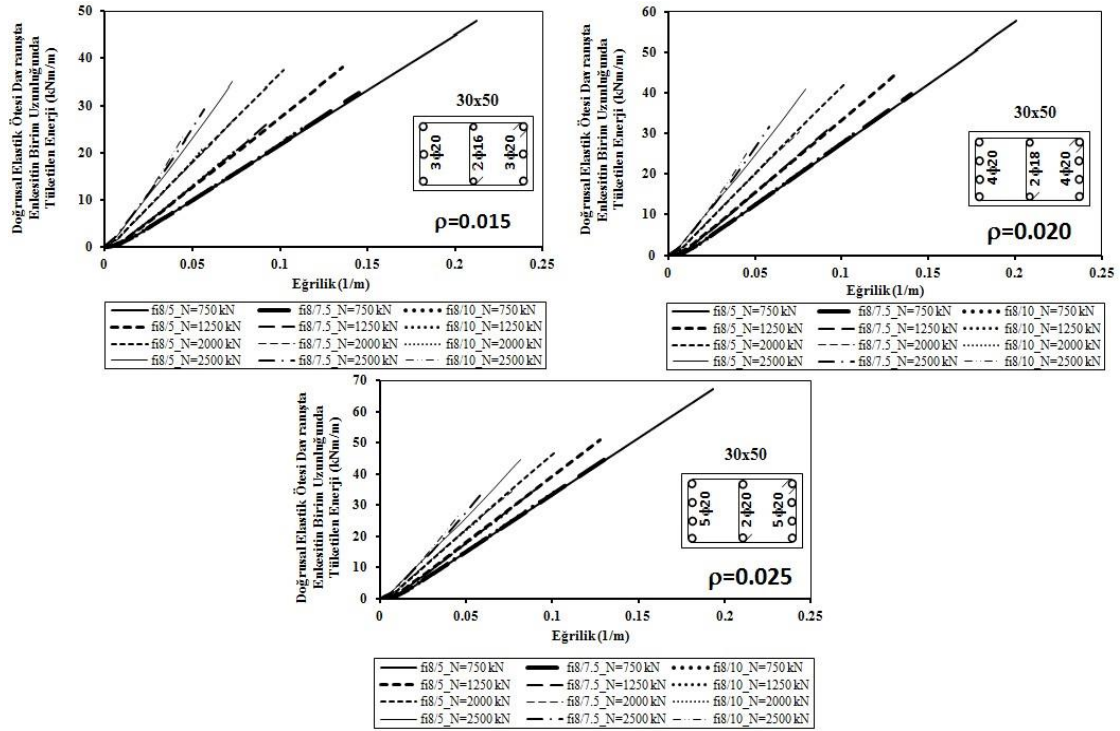 Doğrusal Elastik Ötesi Davranışta
Enkesitin Birim Uzunluğunda
Tüketilen Enerji (kNm/m)
50
40
30
20
10
0
0
0.05
0.1
0.15
0.2
0.25
Eğrilik (1/m)
30x50
3ϕ20
2ϕ16
3ϕ20
ρ=0.015
fi8/5_N=750 kN
fi8/7.5_N=750 kN
fi8/10_N=750 kN
fi8/5_N=1250 kN
fi8/7.5_N=1250 kN
fi8/10_N=1250 kN
fi8/5_N=2000 kN
fi8/7.5_N=2000 kN
fi8/10_N=2000 kN
fi8/5_N=2500 kN
fi8/7.5_N=2500 kN
fi8/10_N=2500 kN
Doğrusal Elastik Ötesi Davranışta
Enkesitin Birim Uzunluğunda
Tüketilen Enerji (kNm/m)
60
50
40
30
20
10
0
0
0.05
0.1
0.15
0.2
0.25
Eğrilik (1/m)
30x50
4ϕ20
2ϕ18
4ϕ20
ρ=0.020
fi8/5_N=750 kN
fi8/7.5_N=750 kN
fi8/10_N=750 kN
fi8/5_N=1250 kN
fi8/7.5_N=1250 kN
fi8/10_N=1250 kN
fi8/5_N=2000 kN
fi8/7.5_N=2000 kN
fi8/10_N=2000 kN
fi8/5_N=2500 kN
fi8/7.5_N=2500 kN
fi8/10_N=2500 kN
Doğrusal Elastik Ötesi Davranışta
Enkesitin Birim Uzunluğunda
Tüketilen Enerji (kNm/m)
70
60
50
40
30
20
10
0
0
0.05
0.1
0.15
0.2
0.25
Eğrilik (1/m)
30x50
5ϕ20
2ϕ20
5ϕ20
ρ=0.025
fi8/5_N=750 kN
fi8/7.5_N=750 kN
fi8/10_N=750 kN
fi8/5_N=1250 kN
fi8/7.5_N=1250 kN
fi8/10_N=1250 kN
fi8/5_N=2000 kN
fi8/7.5_N=2000 kN
fi8/10_N=2000 kN
fi8/5_N=2500 kN
fi8/7.5_N=2500 kN
fi8/10_N=2500 kN